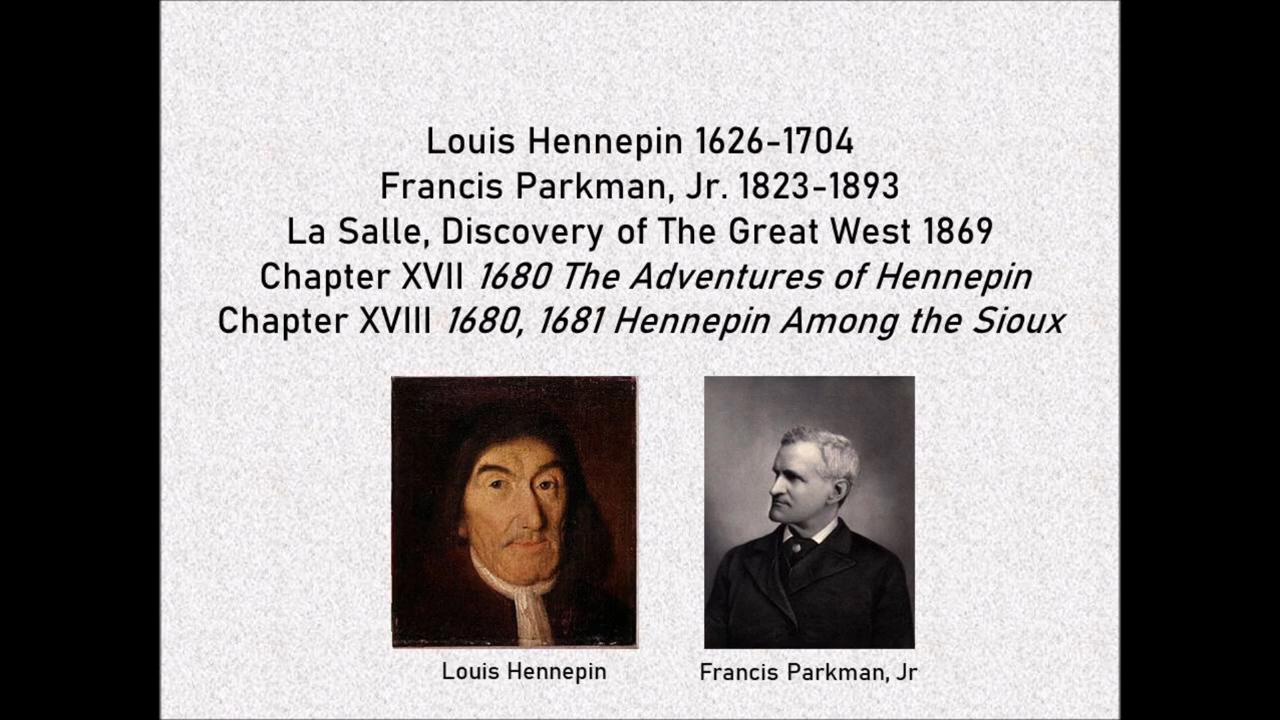 Louis Hennepin 1626-1704
Francis Parkman, Jr. 1823-1893
La Salle, Discovery of The Great West 1869
Chapter XVII 1680 The Adventures of Hennepin
Chapter XVIII 1680, 1681 Hennepin Among the Sioux
Louis Hennepin
Francis Parkman, Jr